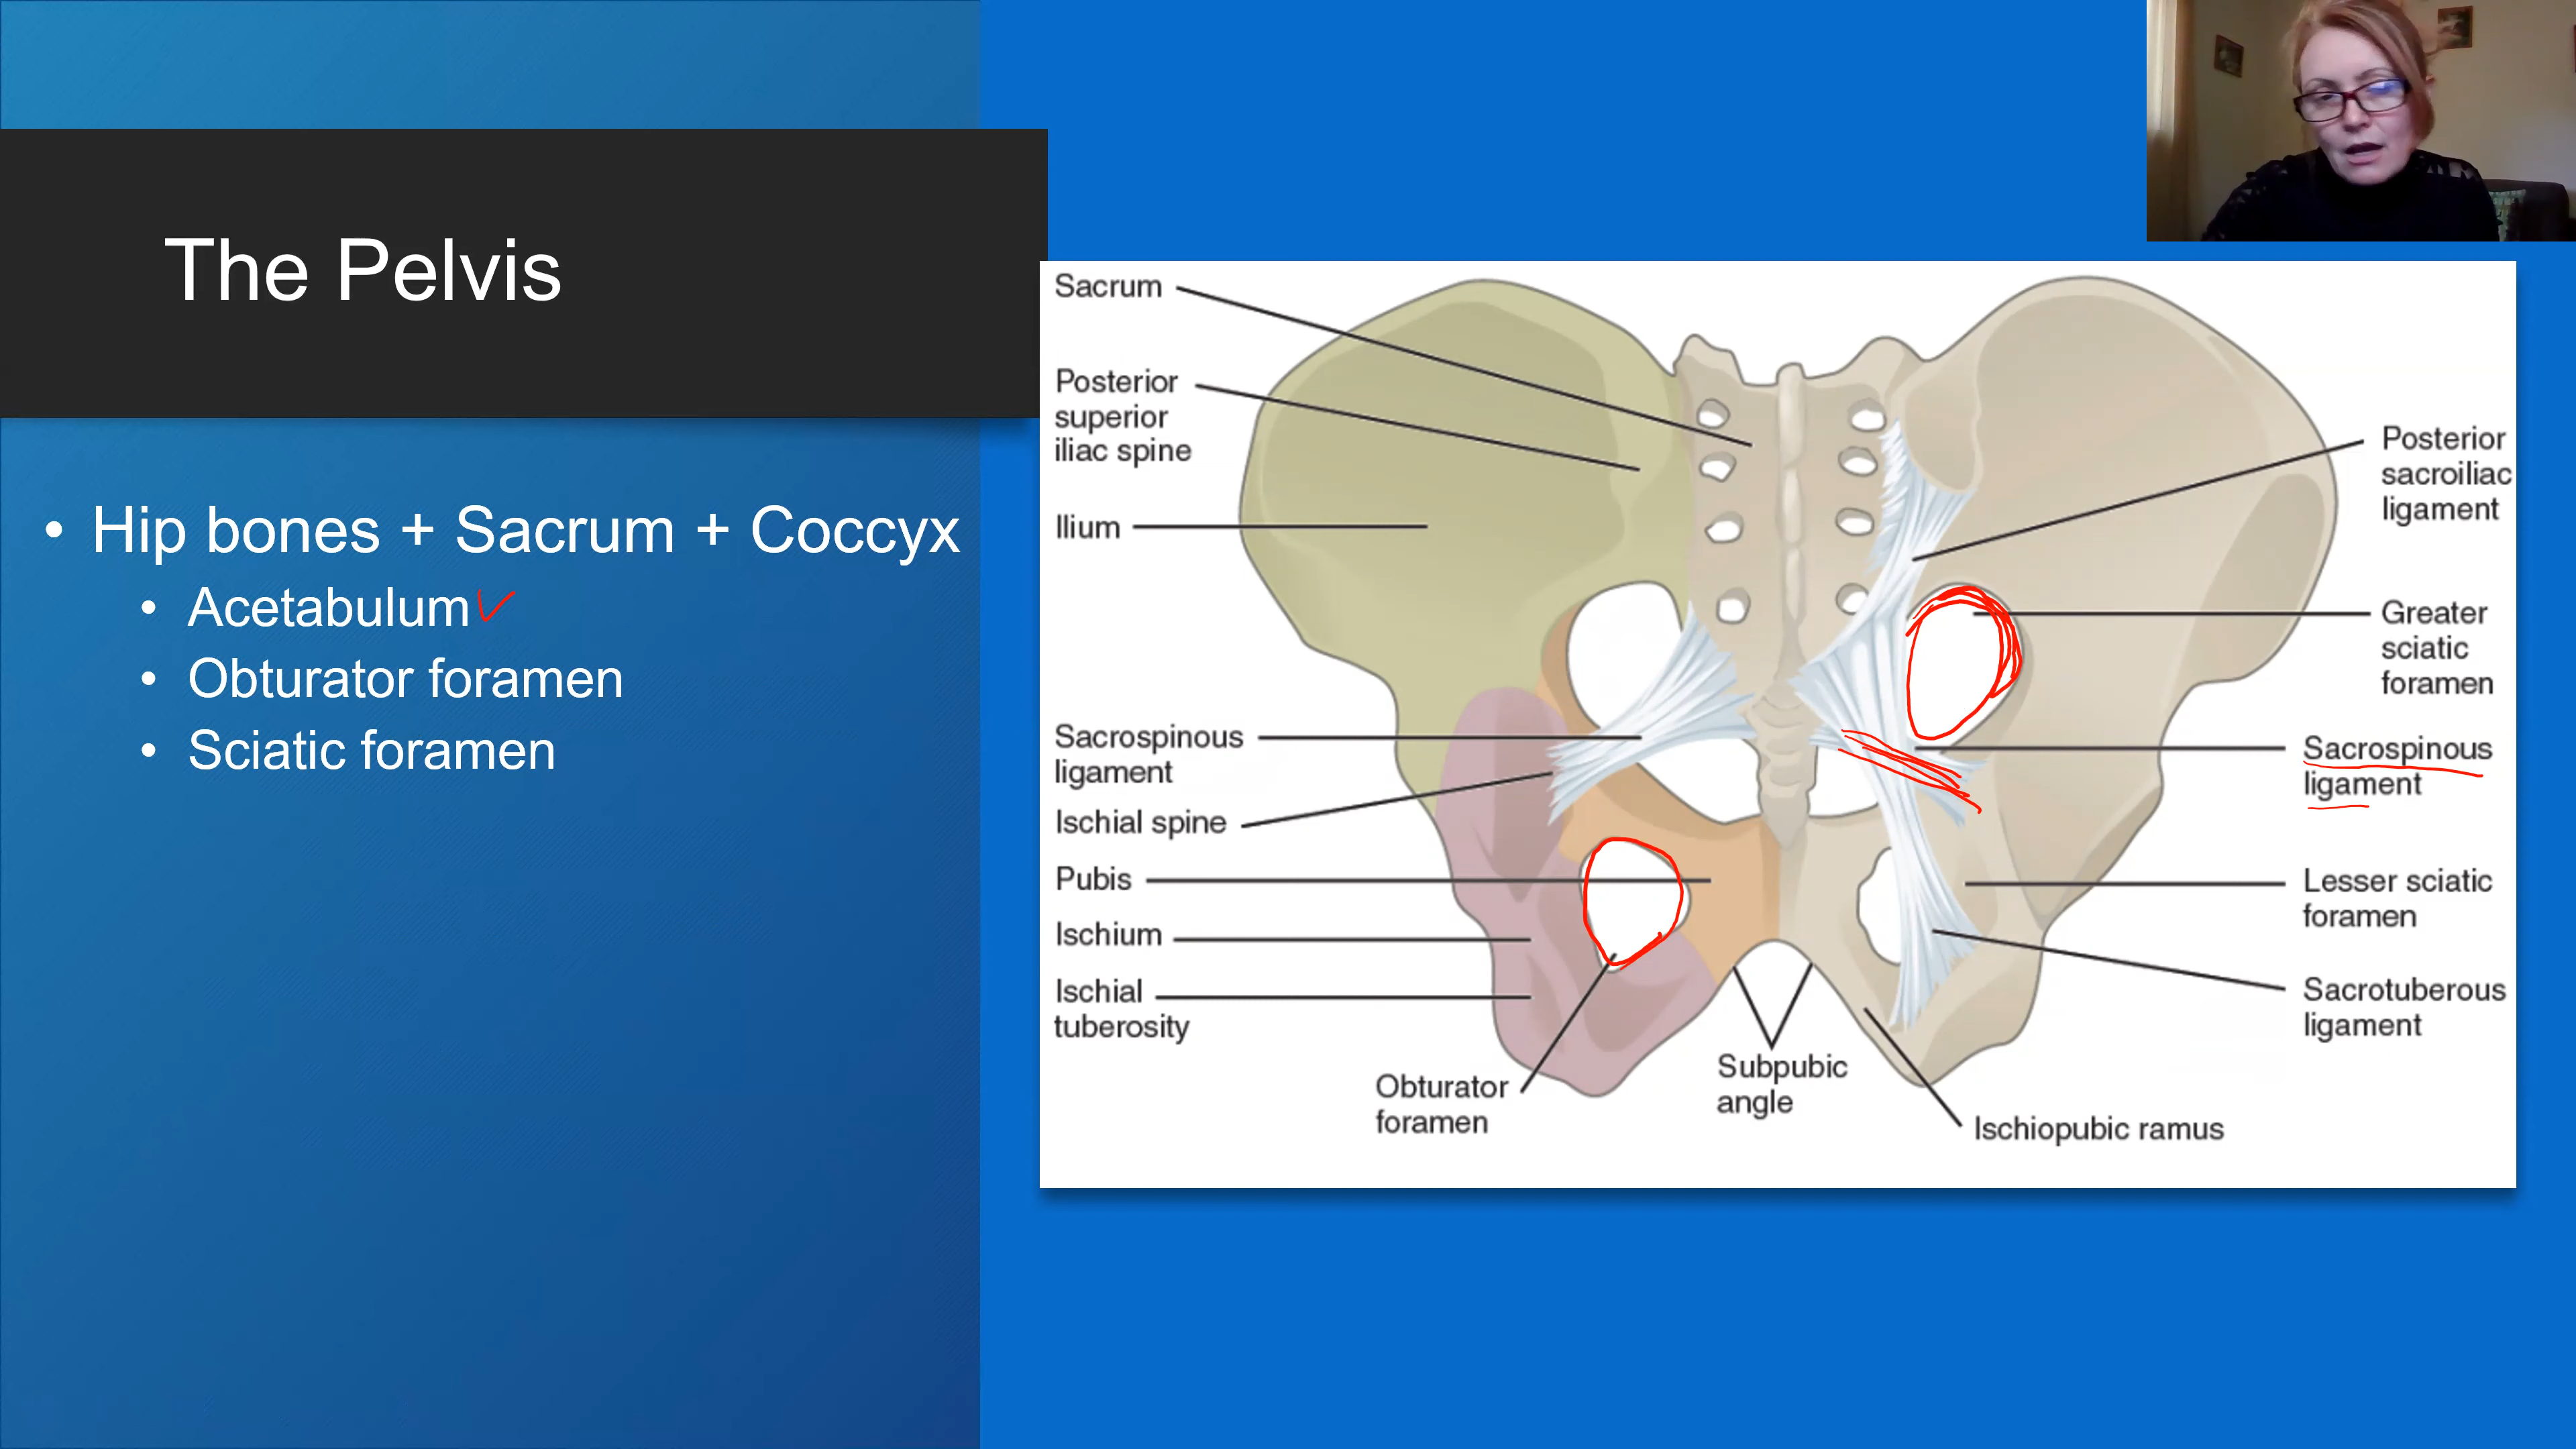 The Pelvis
• Hip bones + Sacrum + Coccyx
• Acetabulum
• Obturator foramen
• Sciatic foramen
Sacrum
Posterior
superior
iliac spine
Ilium
Sacrospinous
ligament
Ischial spine
Pubis
Ischium
Ischial
tuberosity
Obturator
foramen
Subpubic
angle
Ischiopubic ramus
Posterior
sacroiliac
ligament
Greater
sciatic
foramen
Sacrospinous
ligament
Lesser sciatic
foramen
Sacrotuberous
ligament